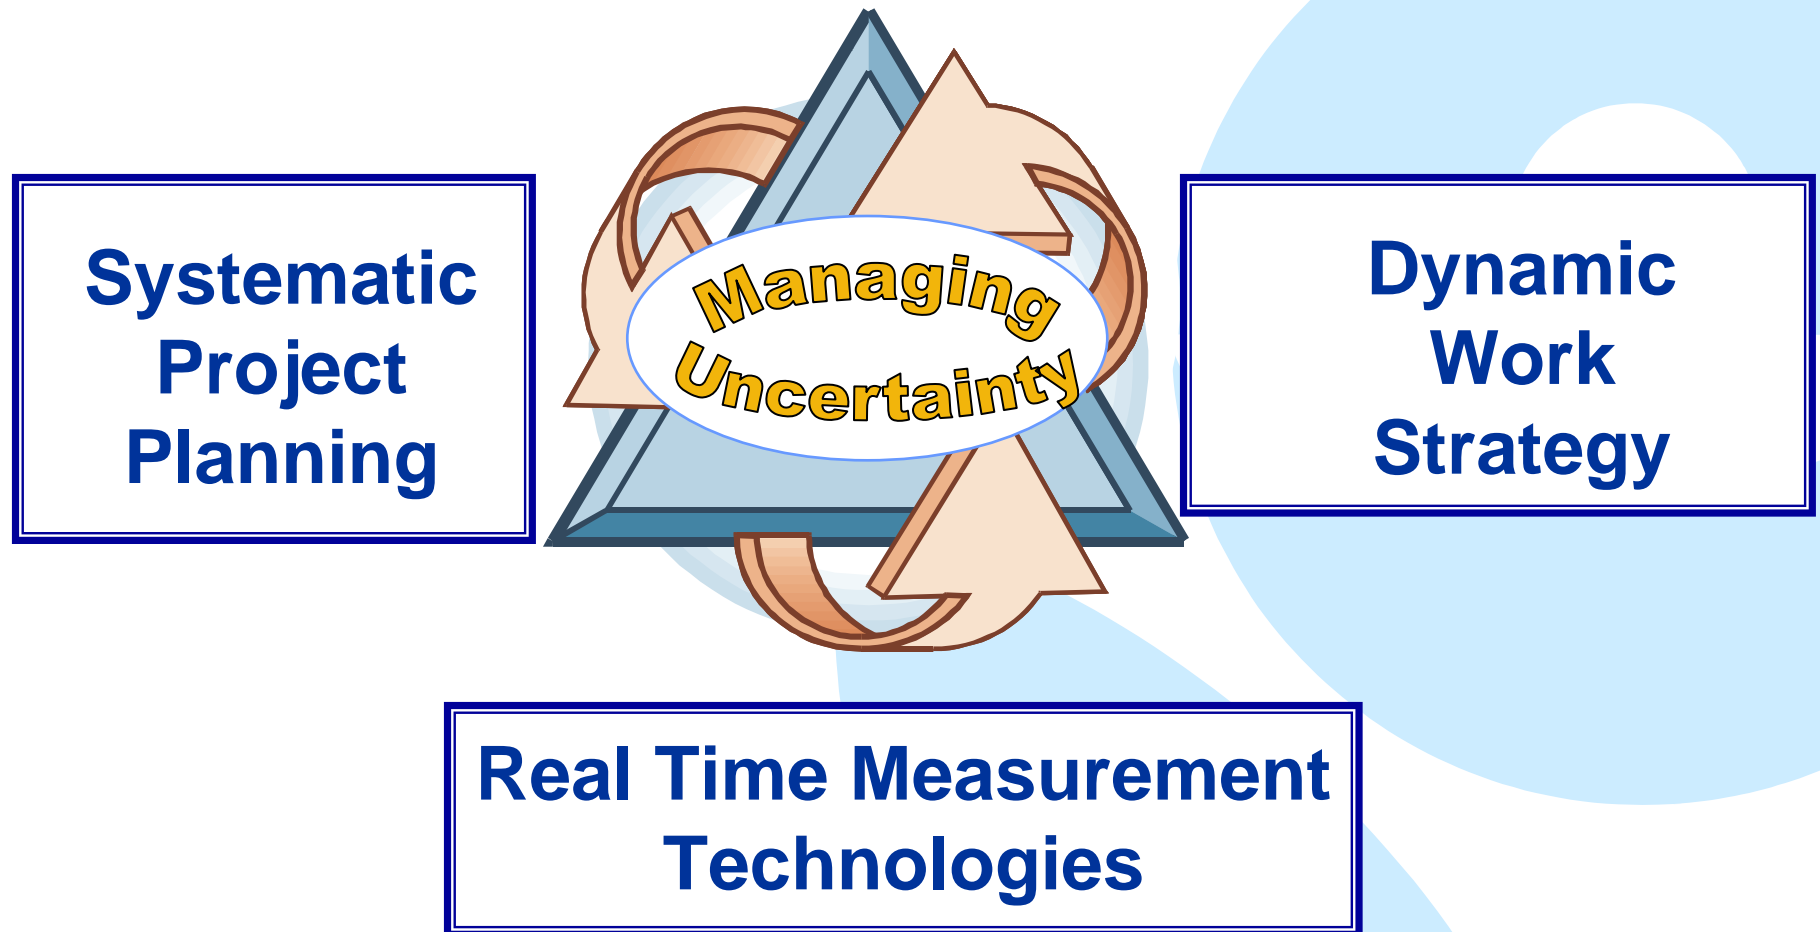 Managing
Uncertainty
Systematic
Project
Planning
Dynamic
Work
Strategy
Real Time Measurement
Technologies